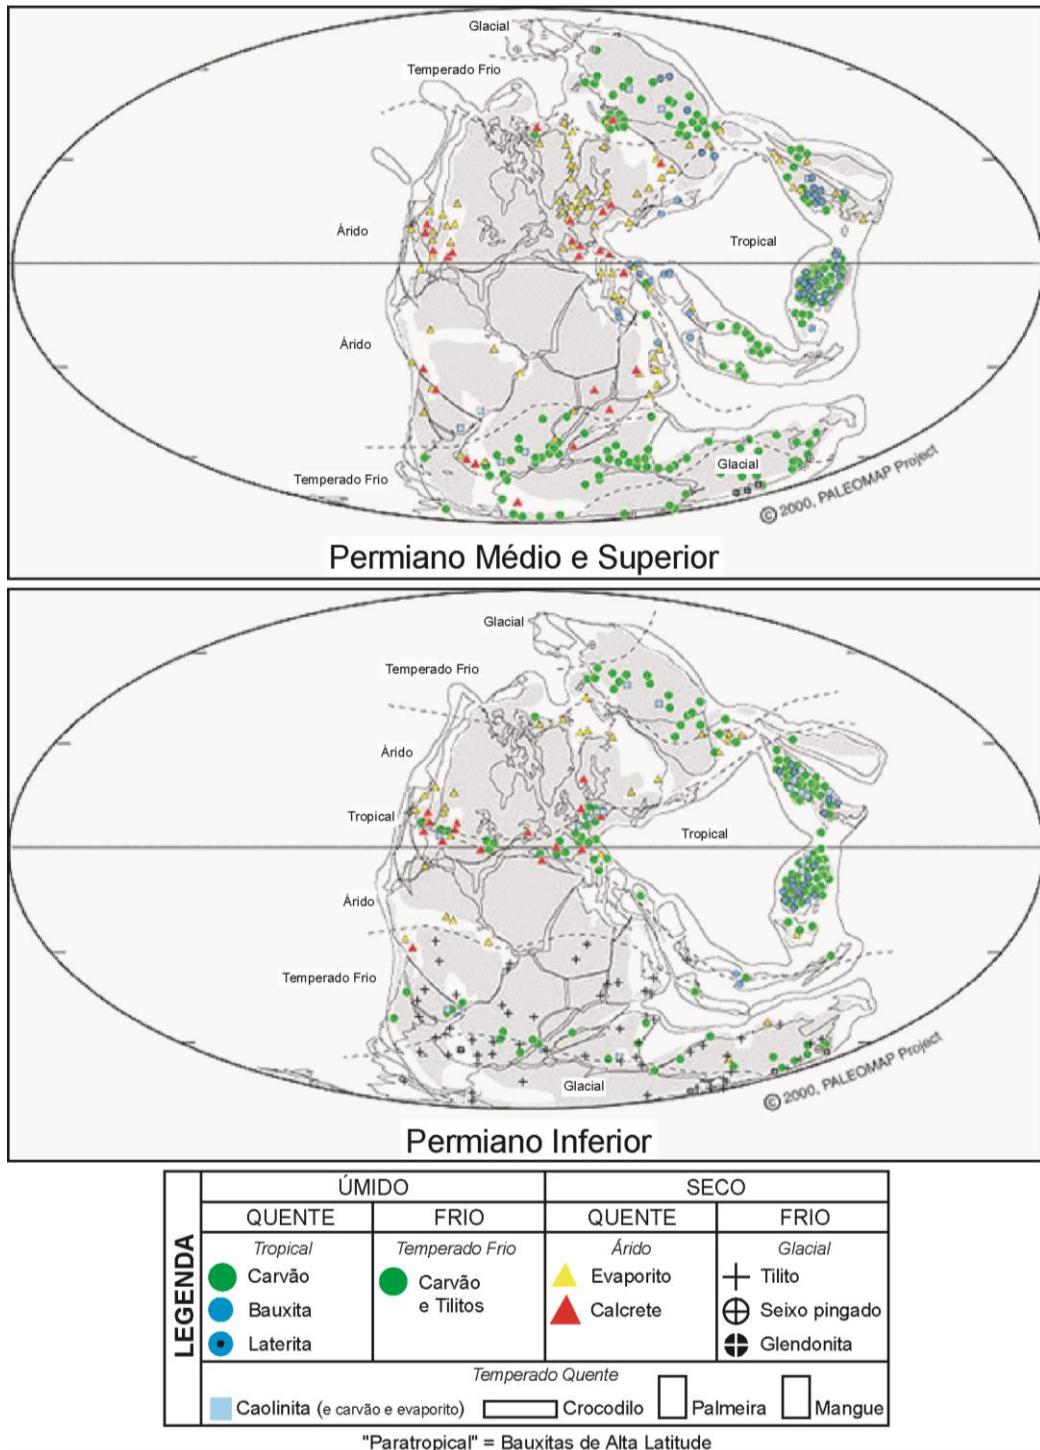 Glacial
Temperado Frio
Árido
Tropical
Árido
Temperado Frio
Glacial
© 2000, PALEOMAP Project
Permiano Médio e Superior
Glacial
Temperado Frio
Árido
Tropical
Tropical
Árido
Temperado Frio
Glacial
© 2000, PALEOMAP Project
Permiano Inferior
LEGENDA
ÚMIDO SECO
QUENTE FRIO QUENTE FRIO
Tropical Temperado Frio Árido Glacial
Carvão Carvão Evaporito Tilito
Bauxita e Tilitos Calcrete Seixo pingado
Laterita Glendonita
Temperado Quente
Caolinita (e carvão e evaporito) Crocodilo Palmeira Mangue
"Paratropical" = Bauxitas de Alta Latitude